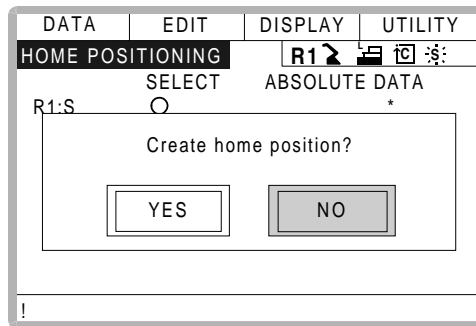 DATA EDIT DISPLAY UTILITY
HOME POSITIONING R1 C S
SELECT ABSOLUTE DATA
R1:S *
Create home position?
YES NO
!